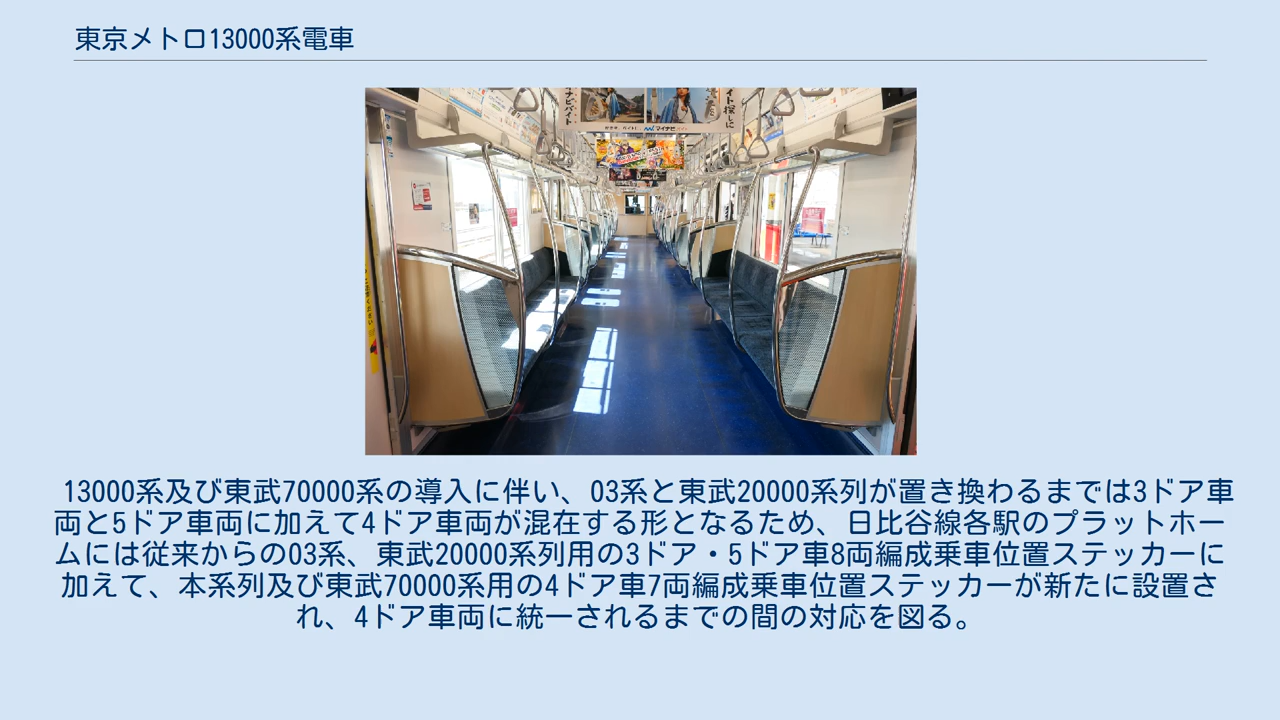 東京メトロ13000系電車
マイナビ
13000系及び東武70000系の導入に伴い、03系と東武20000系列が置き換わるまでは3ドア車
両と5ドア車両に加えて4ドア車両が混在する形となるため、日比谷線各駅のプラットホー
ムには従来からの03系、東武20000系列用の3ドア・5ドア車8両編成乗車位置ステッカーに
加えて、本系列及び東武70000系用の4ドア車7両編成乗車位置ステッカーが新たに設置さ
れ、4ドア車両に統一されるまでの間の対応を図る。